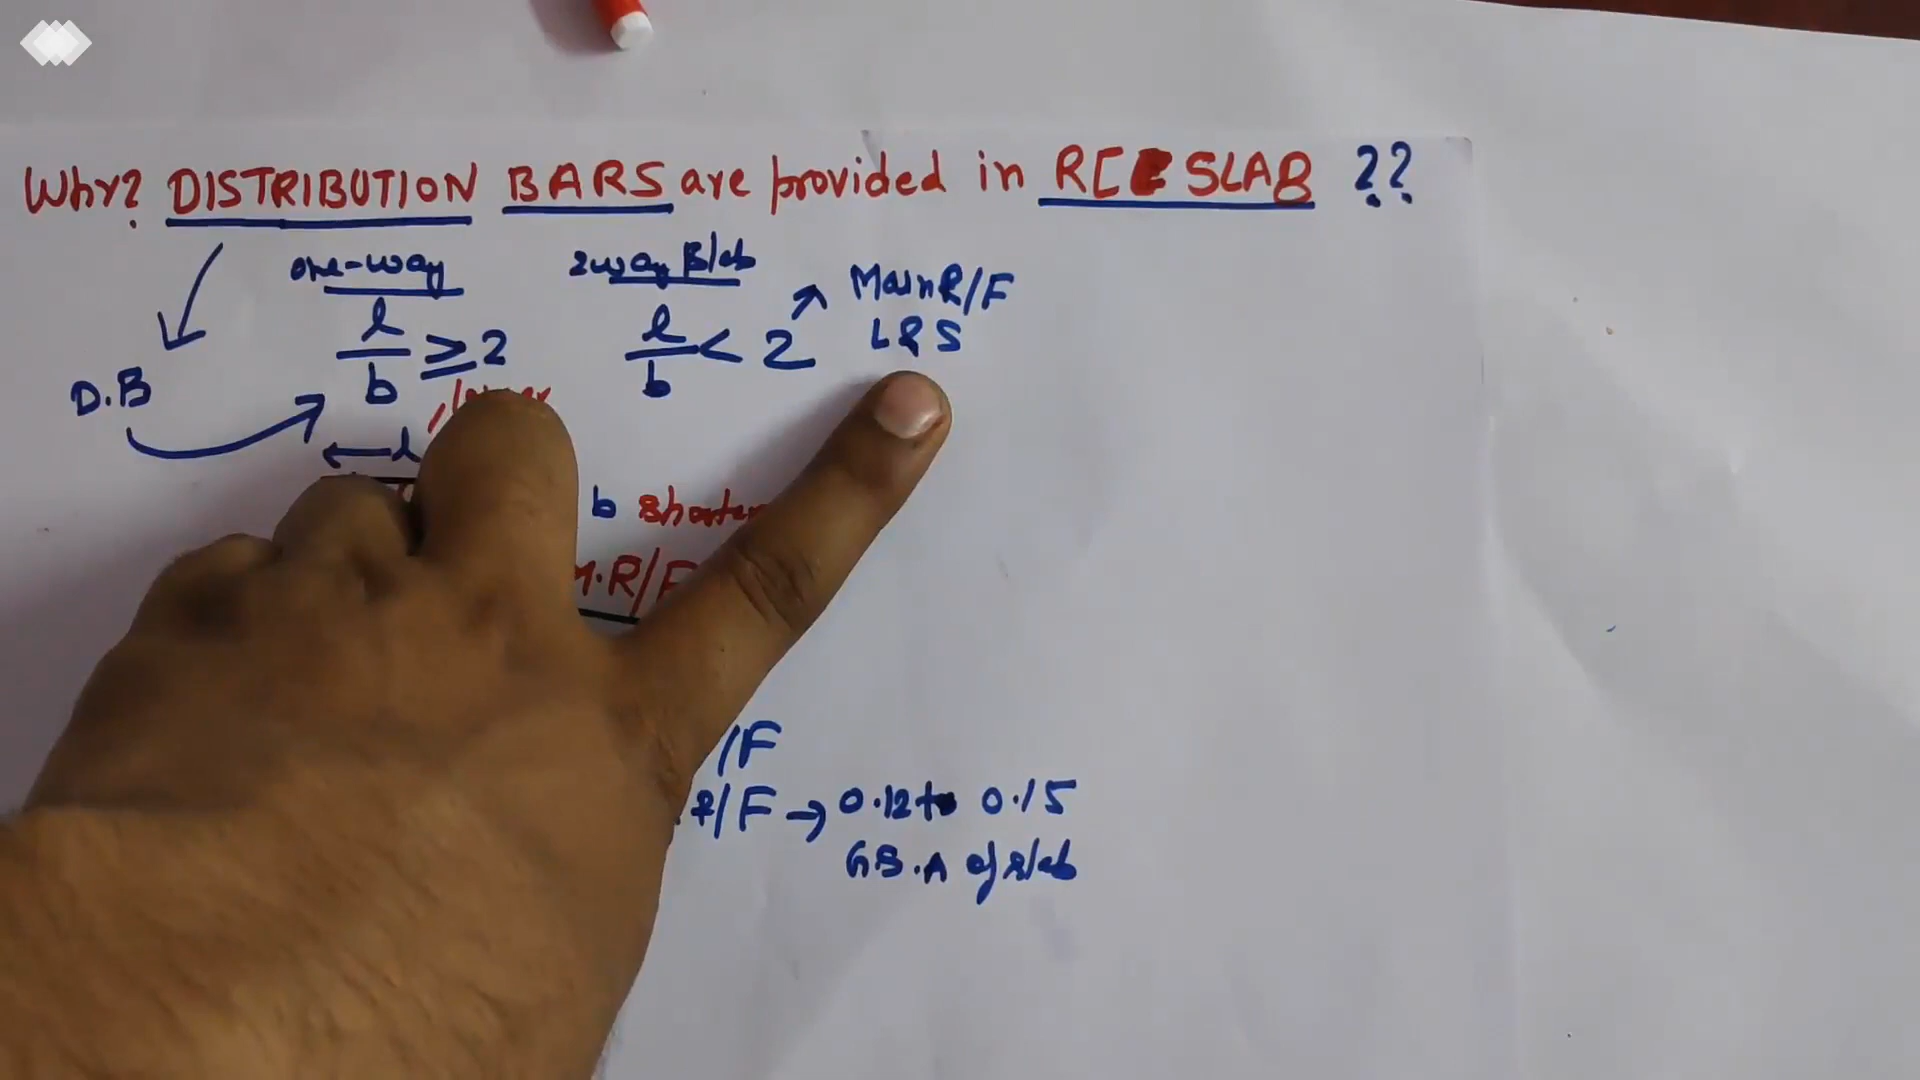 Why? DISTRIBUTION BARS are provided in RCC SLAB ??
one-way
2way Slab
Main R/F
L & S
l/b ≥ 2
l/b < 2
D.B
l
b shorter
M.R/F
/F
R/F → 0.12 to 0.15
of slab